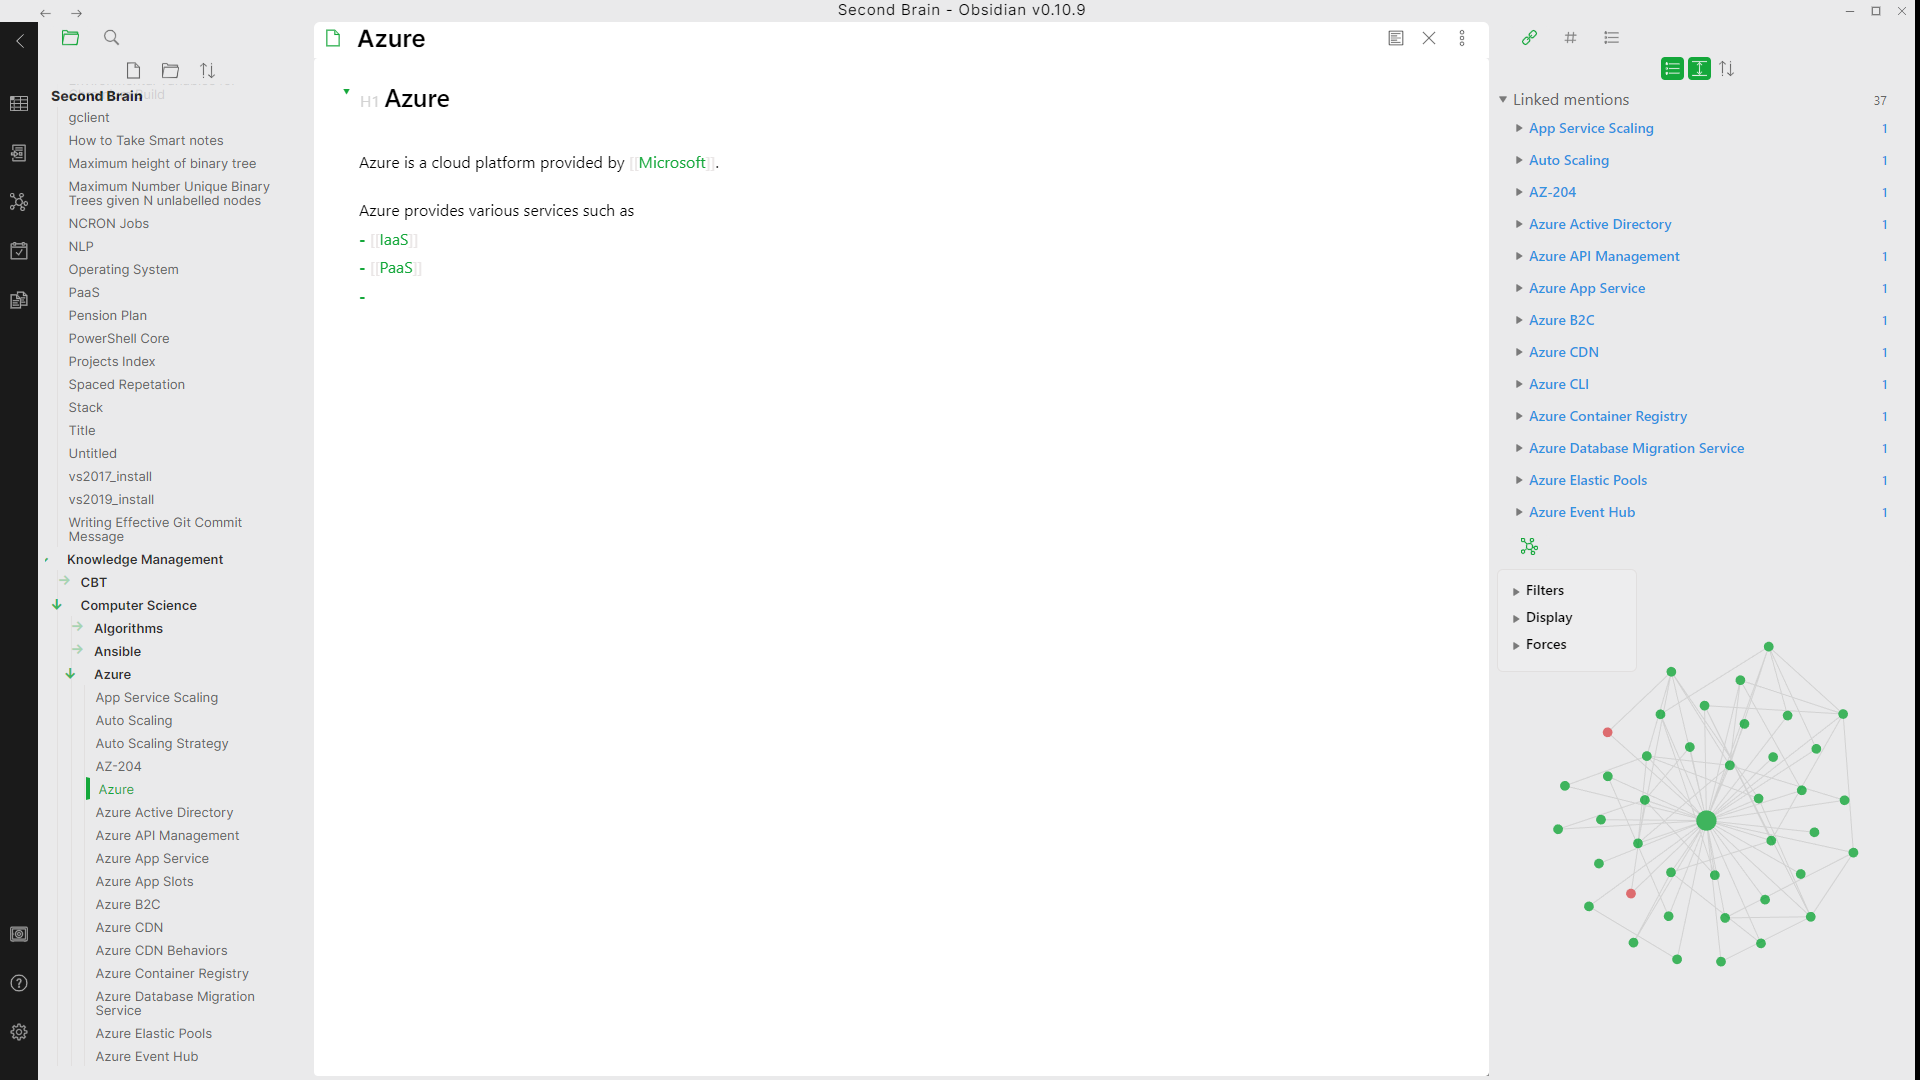 Second Brain - Obsidian v0.10.9
Second Brain
gclient
How to Take Smart notes
Maximum height of binary tree
Maximum Number Unique Binary
Trees given N unlabelled nodes
NCRON Jobs
NLP
Operating System
PaaS
Pension Plan
PowerShell Core
Projects Index
Spaced Repetation
Stack
Title
Untitled
vs2017_install
vs2019_install
Writing Effective Git Commit
Message
Knowledge Management
CBT
Computer Science
Algorithms
Ansible
Azure
App Service Scaling
Auto Scaling
Auto Scaling Strategy
AZ-204
Azure
Azure Active Directory
Azure API Management
Azure App Service
Azure App Slots
Azure B2C
Azure CDN
Azure CDN Behaviors
Azure Container Registry
Azure Database Migration
Service
Azure Elastic Pools
Azure Event Hub
Azure
H1 Azure
Azure is a cloud platform provided by [[Microsoft]].
Azure provides various services such as
- [[IaaS]]
- [[PaaS]]
-
Linked mentions 37
App Service Scaling 1
Auto Scaling 1
AZ-204 1
Azure Active Directory 1
Azure API Management 1
Azure App Service 1
Azure B2C 1
Azure CDN 1
Azure CLI 1
Azure Container Registry 1
Azure Database Migration Service 1
Azure Elastic Pools 1
Azure Event Hub 1
Filters
Display
Forces